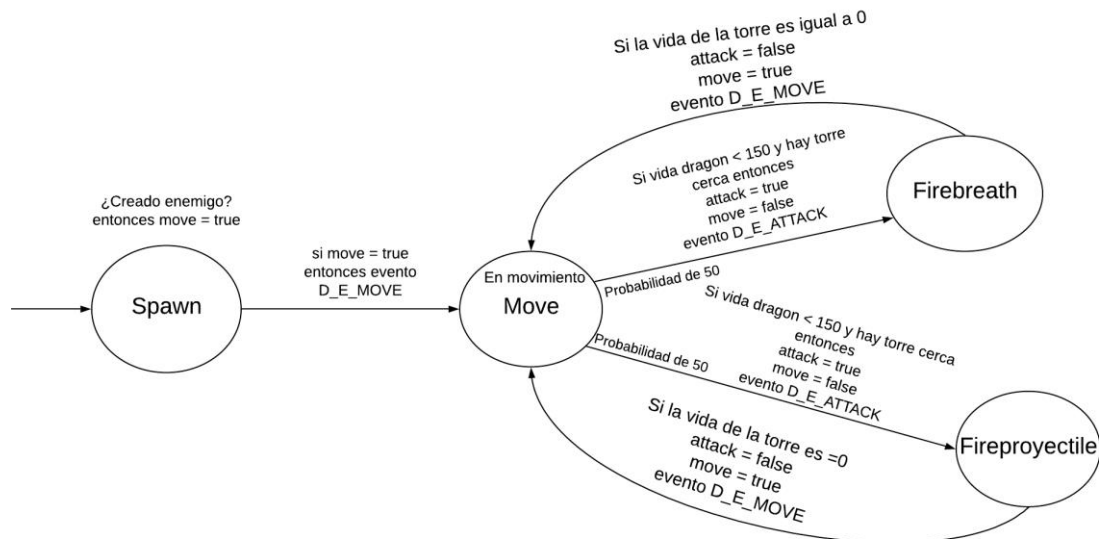 Si la vida de la torre es igual a 0
attack = false
move = true
evento D_E_MOVE
Si vida dragon < 150 y hay torre
cerca entonces
attack = true
move = false
evento D_E_ATTACK
Firebreath
¿Creado enemigo?
entonces move = true
si move = true
entonces evento
D_E_MOVE
En movimiento
Spawn
Move
Probabilidad de 50
Si vida dragon < 150 y hay torre cerca
entonces
attack = true
move = false
evento D_E_ATTACK
Probabilidad de 50
Si la vida de la torre es =0
attack = false
move = true
evento D_E_MOVE
Fireproyectile